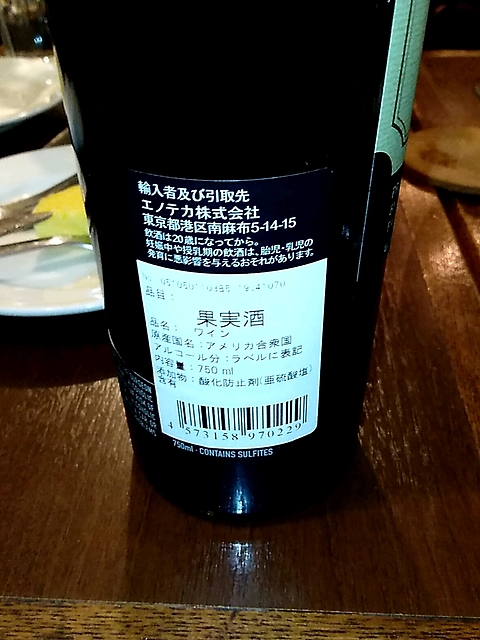 輸入者及び引取先
エノテカ株式会社
東京都港区南麻布5-14-15
飲酒は20歳になってから。
妊娠中や授乳期の飲酒は、胎児・乳児の
発育に悪影響を与えるおそれがあります。
品目:
果実酒
品名: ワイン
原産国名:アメリカ合衆国
アルコール分:ラベルに表記
内容量:750 ml
添加物:酸化防止剤(亜硫酸塩)
含有
4 573158 970229
750ml · CONTAINS SULFITES